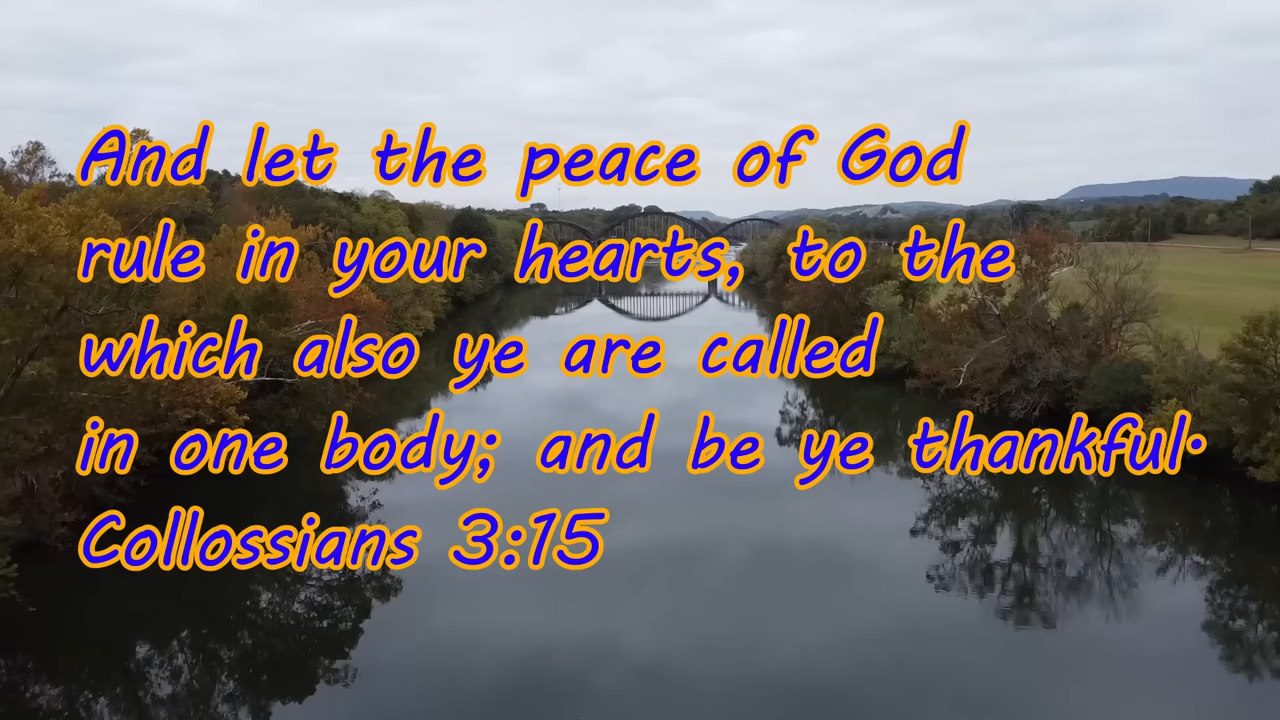 And let the peace of God
rule in your hearts, to the
which also ye are called
in one body; and be ye thankful.
Collossians 3:15